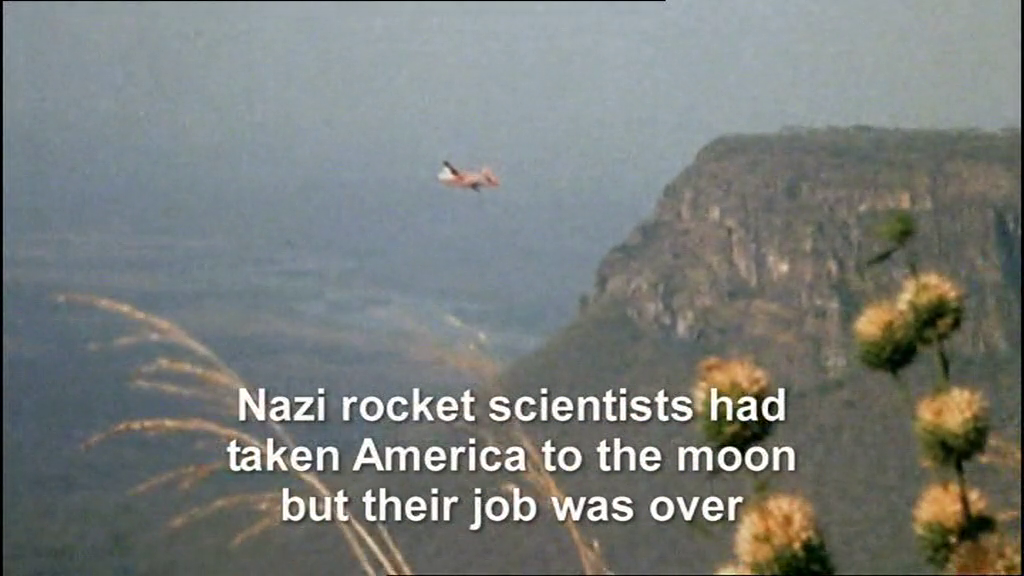 Nazi rocket scientists had
taken America to the moon
but their job was over